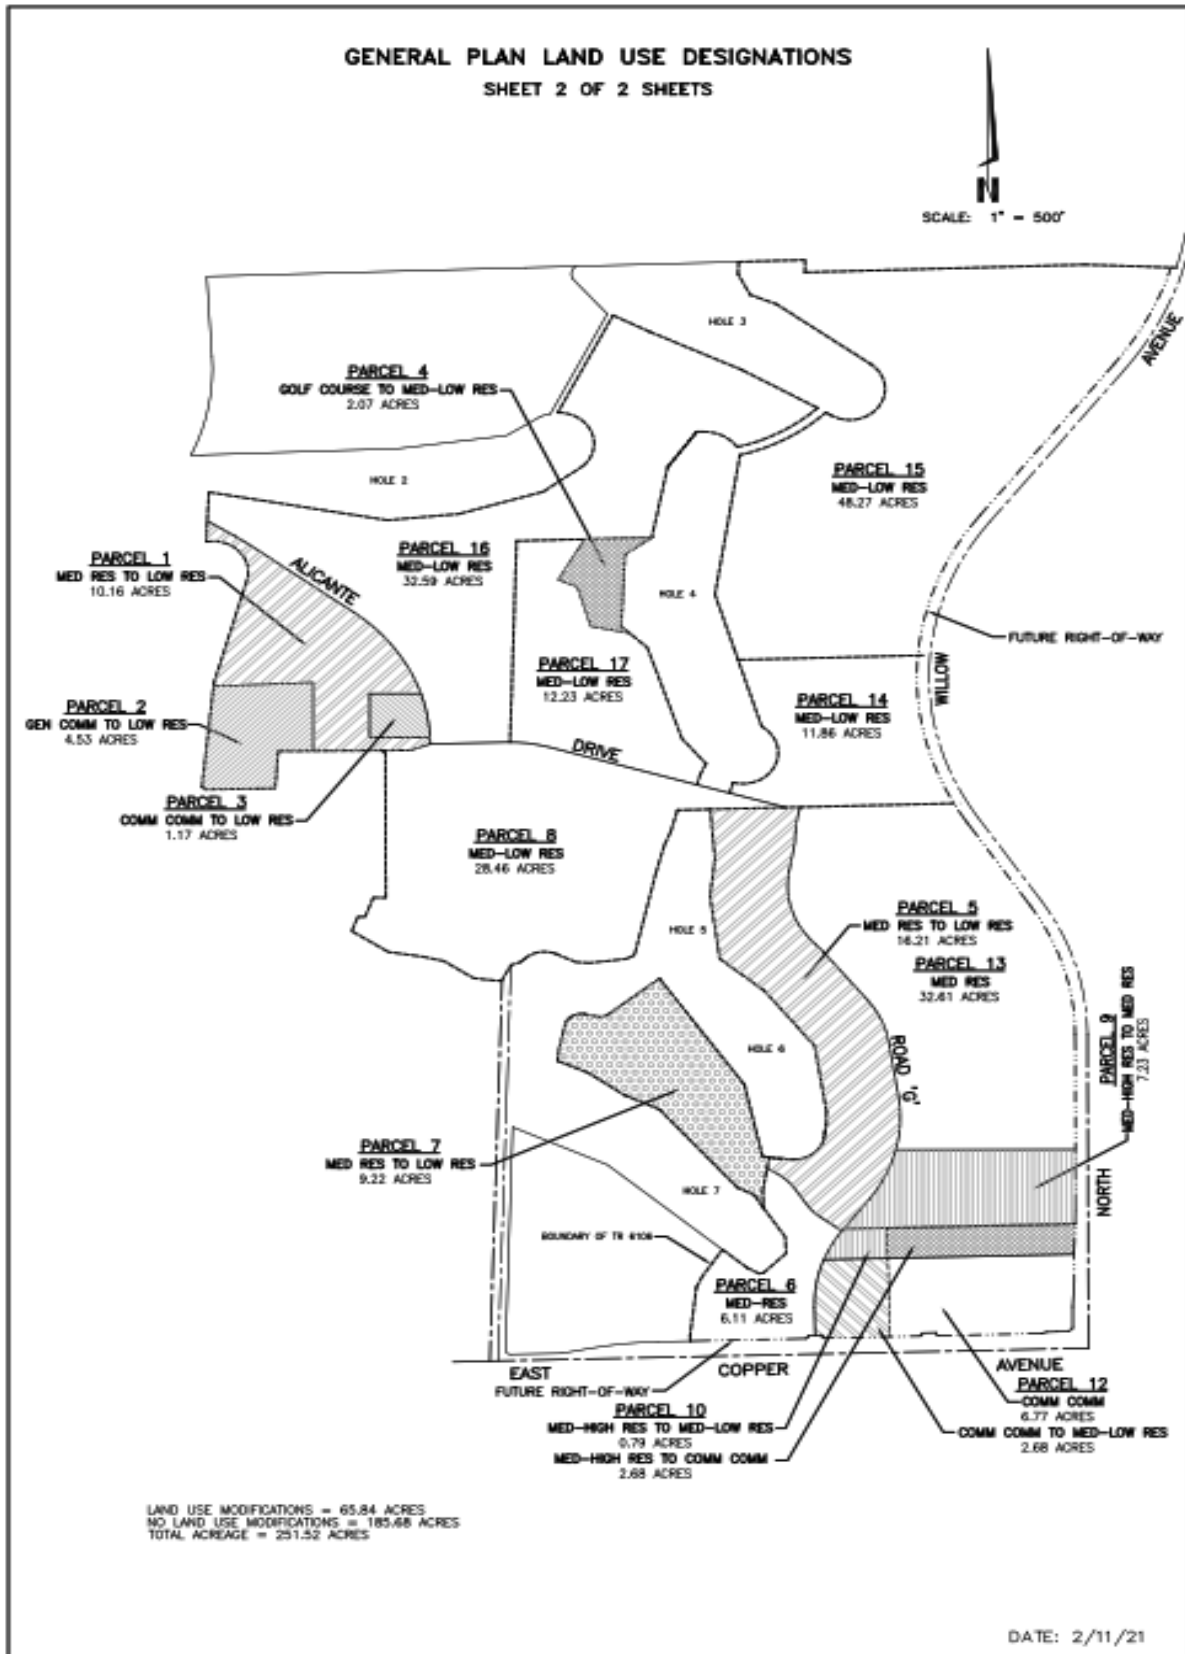 GENERAL PLAN LAND USE DESIGNATIONS
SHEET 2 OF 2 SHEETS
N
SCALE: 1" = 500'
AVENUE
HOLE 3
PARCEL 4
GOLF COURSE TO MED-LOW RES
2.07 ACRES
HOLE 2
PARCEL 15
MED-LOW RES
48.27 ACRES
PARCEL 1
MED RES TO LOW RES
10.16 ACRES
ALICANTE
PARCEL 16
MED-LOW RES
32.59 ACRES
HOLE 4
FUTURE RIGHT-OF-WAY
WILLOW
PARCEL 17
MED-LOW RES
12.23 ACRES
PARCEL 14
MED-LOW RES
11.86 ACRES
PARCEL 2
GEN COMM TO LOW RES
4.53 ACRES
DRIVE
PARCEL 3
COMM COMM TO LOW RES
1.17 ACRES
PARCEL 8
MED-LOW RES
28.46 ACRES
HOLE 5
PARCEL 5
MED RES TO LOW RES
16.21 ACRES
PARCEL 13
MED RES
32.61 ACRES
PARCEL 9
MED-HIGH RES TO MED RES
7.23 ACRES
HOLE 6
ROAD 'G'
PARCEL 7
MED RES TO LOW RES
9.22 ACRES
HOLE 7
NORTH
BOUNDARY OF TR 6106
PARCEL 6
MED-RES
6.11 ACRES
EAST
COPPER
AVENUE
FUTURE RIGHT-OF-WAY
PARCEL 12
COMM COMM
6.77 ACRES
PARCEL 10
MED-HIGH RES TO MED-LOW RES
0.79 ACRES
COMM COMM TO MED-LOW RES
2.68 ACRES
MED-HIGH RES TO COMM COMM
2.68 ACRES
LAND USE MODIFICATIONS = 65.84 ACRES
NO LAND USE MODIFICATIONS = 185.68 ACRES
TOTAL ACREAGE = 251.52 ACRES
DATE: 2/11/21